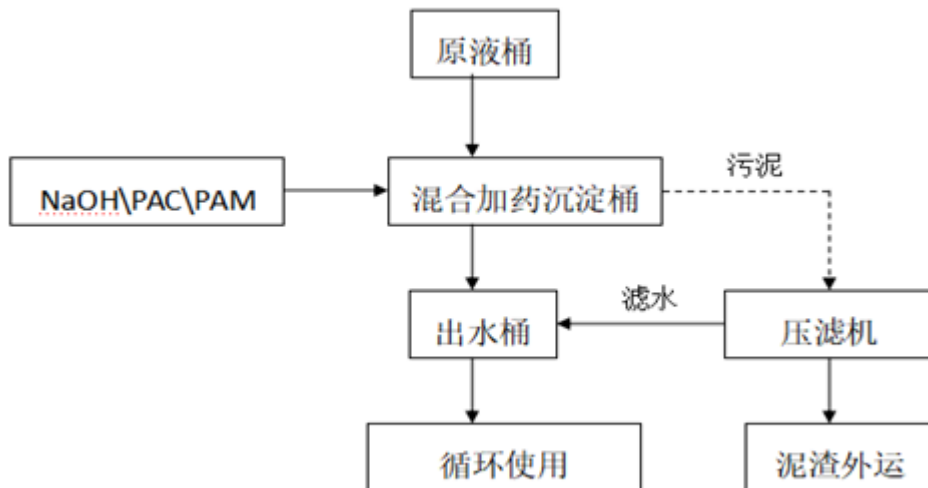 原液桶
污泥
NaOH\PAC\PAM
混合加药沉淀桶
滤水
出水桶
压滤机
循环使用
泥渣外运